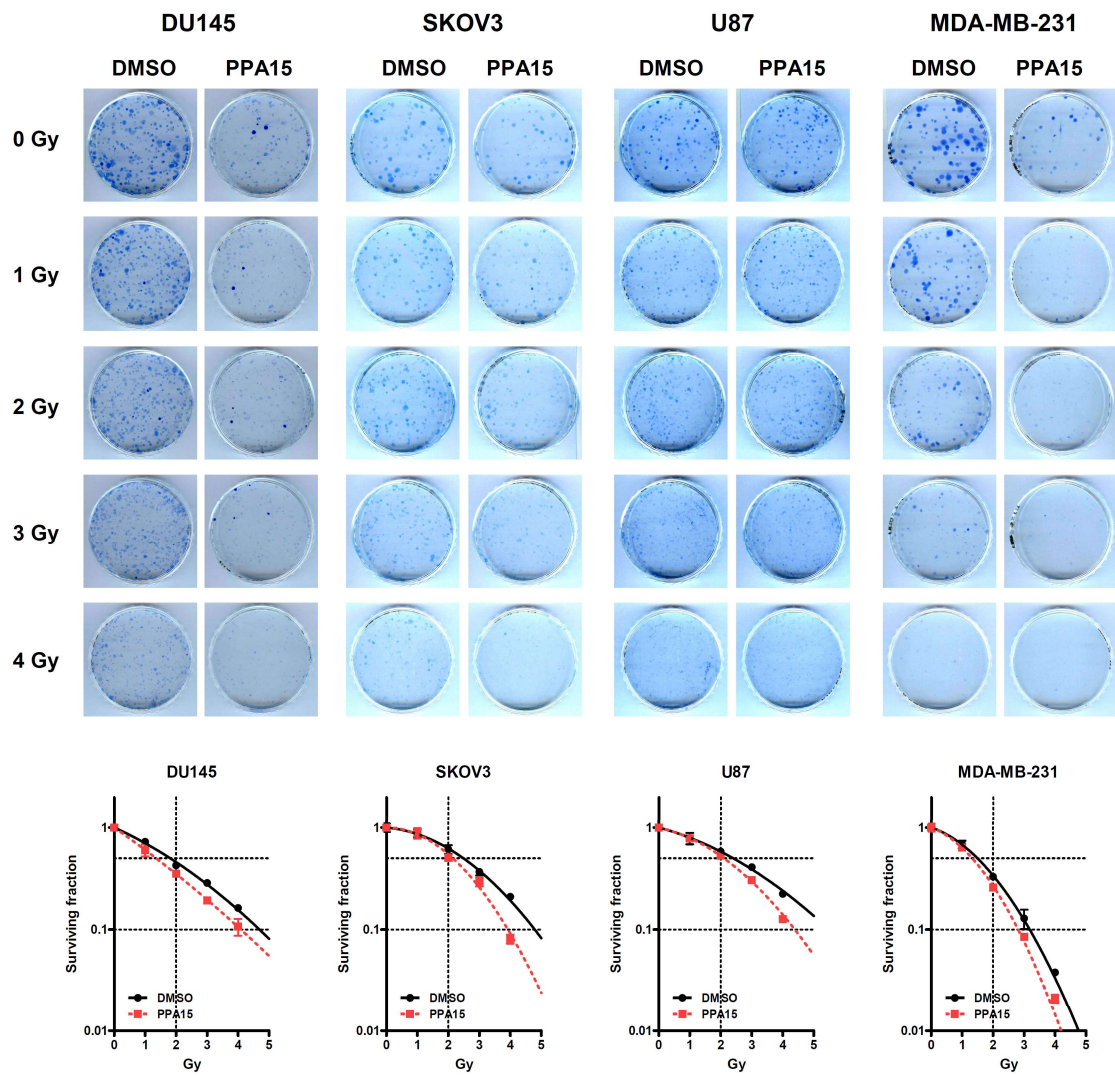 DU145 SKOV3 U87 MDA-MB-231
DMSO PPA15 DMSO PPA15 DMSO PPA15 DMSO PPA15
0 Gy
1 Gy
2 Gy
3 Gy
4 Gy
DU145
Surviving fraction
1
0.1
0.01
DMSO
PPA15
0 1 2 3 4 5
Gy
SKOV3
Surviving fraction
1
0.1
0.01
DMSO
PPA15
0 1 2 3 4 5
Gy
U87
Surviving fraction
1
0.1
0.01
DMSO
PPA15
0 1 2 3 4 5
Gy
MDA-MB-231
Surviving fraction
1
0.1
0.01
DMSO
PPA15
0 1 2 3 4 5
Gy